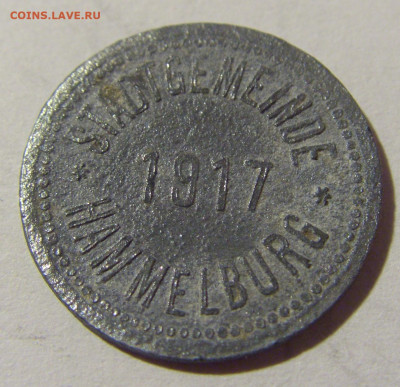 COINS.LAVE.RU
* STADTGEMEINDE *
1917
HAMMELBURG